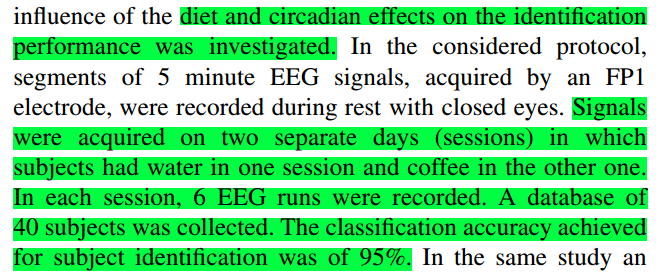 influence of the diet and circadian effects on the identification
performance was investigated. In the considered protocol,
segments of 5 minute EEG signals, acquired by an FP1
electrode, were recorded during rest with closed eyes. Signals
were acquired on two separate days (sessions) in which
subjects had water in one session and coffee in the other one.
In each session, 6 EEG runs were recorded. A database of
40 subjects was collected. The classification accuracy achieved
for subject identification was of 95%. In the same study an